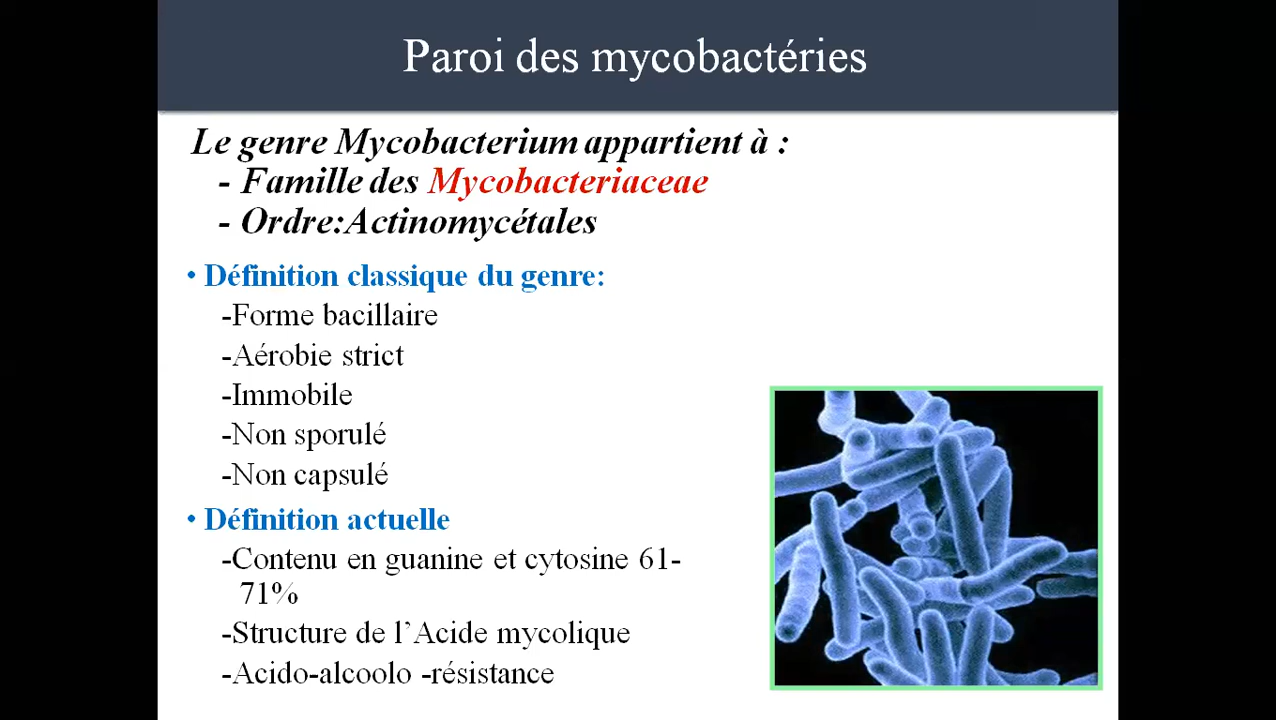 Paroi des mycobactéries
Le genre Mycobacterium appartient à :
- Famille des Mycobacteriaceae
- Ordre:Actinomycétales
• Définition classique du genre:
-Forme bacillaire
-Aérobie strict
-Immobile
-Non sporulé
-Non capsulé
• Définition actuelle
-Contenu en guanine et cytosine 61-
71%
-Structure de l’Acide mycolique
-Acido-alcoolo -résistance